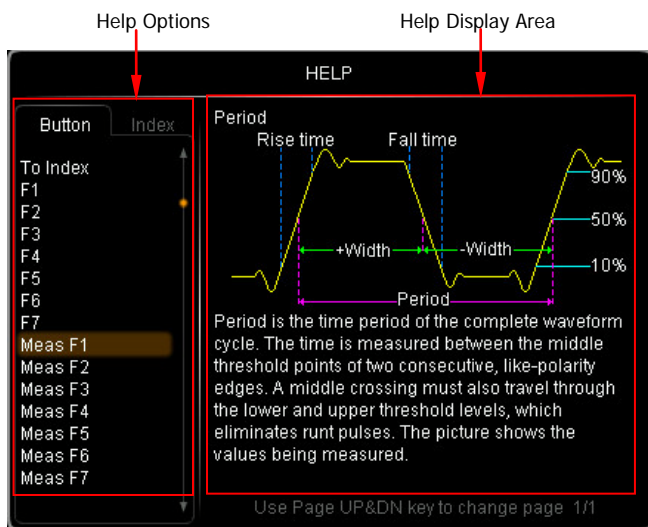 Help Options
Help Display Area
HELP
Button
Index
To Index
F1
F2
F3
F4
F5
F6
F7
Meas F1
Meas F2
Meas F3
Meas F4
Meas F5
Meas F6
Meas F7
Period
Rise time
Fall time
90%
50%
+Width
-Width
10%
Period
Period is the time period of the complete waveform
cycle. The time is measured between the middle
threshold points of two consecutive, like-polarity
edges. A middle crossing must also travel through
the lower and upper threshold levels, which
eliminates runt pulses. The picture shows the
values being measured.
Use Page UP&DN key to change page 1/1